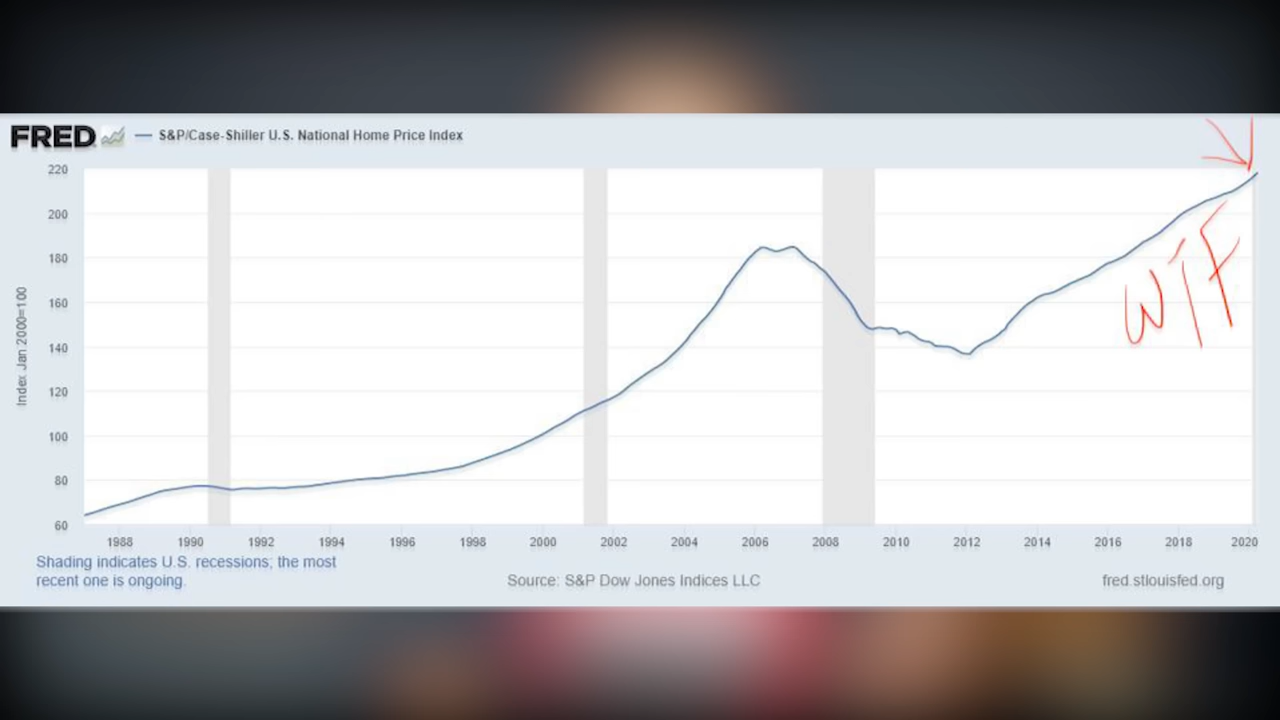 FRED
S&P/Case-Shiller U.S. National Home Price Index
220
200
180
160
140
120
100
80
60
Index Jan 2000=100
WTF
1988 1990 1992 1994 1996 1998 2000 2002 2004 2006 2008 2010 2012 2014 2016 2018 2020
Shading indicates U.S. recessions; the most
recent one is ongoing.
Source: S&P Dow Jones Indices LLC
fred.stlouisfed.org